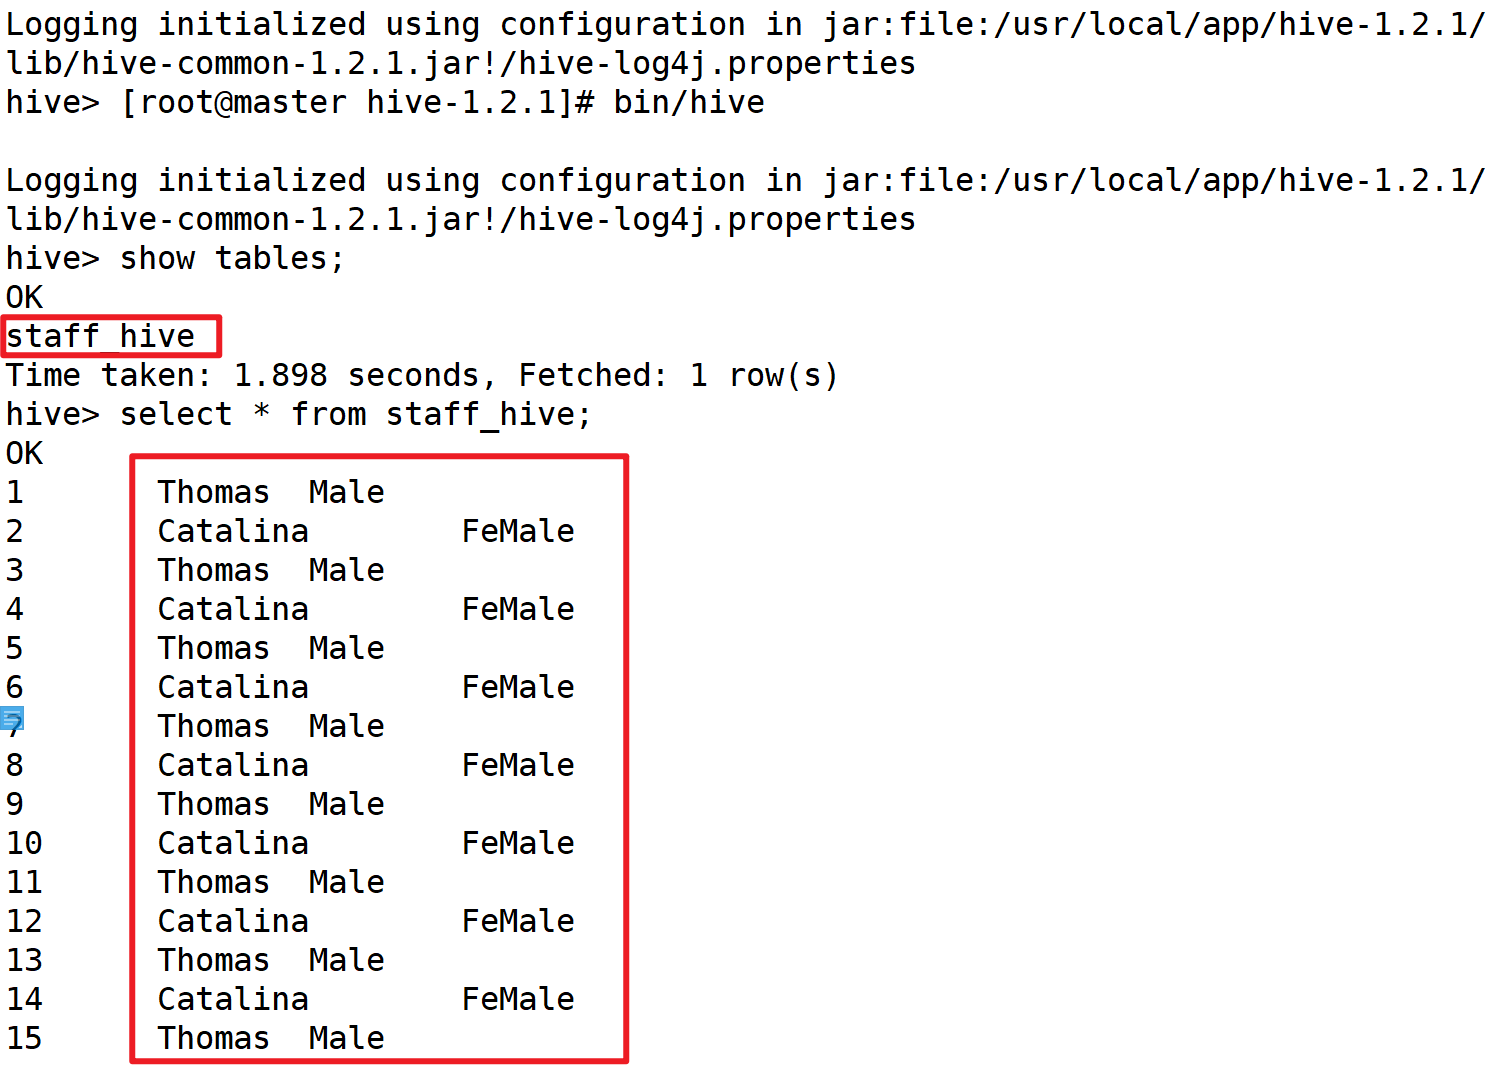 Logging initialized using configuration in jar:file:/usr/local/app/hive-1.2.1/
lib/hive-common-1.2.1.jar!/hive-log4j.properties
hive> [root@master hive-1.2.1]# bin/hive
Logging initialized using configuration in jar:file:/usr/local/app/hive-1.2.1/
lib/hive-common-1.2.1.jar!/hive-log4j.properties
hive> show tables;
OK
staff_hive
Time taken: 1.898 seconds, Fetched: 1 row(s)
hive> select * from staff_hive;
OK
1 Thomas Male
2 Catalina FeMale
3 Thomas Male
4 Catalina FeMale
5 Thomas Male
6 Catalina FeMale
7 Thomas Male
8 Catalina FeMale
9 Thomas Male
10 Catalina FeMale
11 Thomas Male
12 Catalina FeMale
13 Thomas Male
14 Catalina FeMale
15 Thomas Male